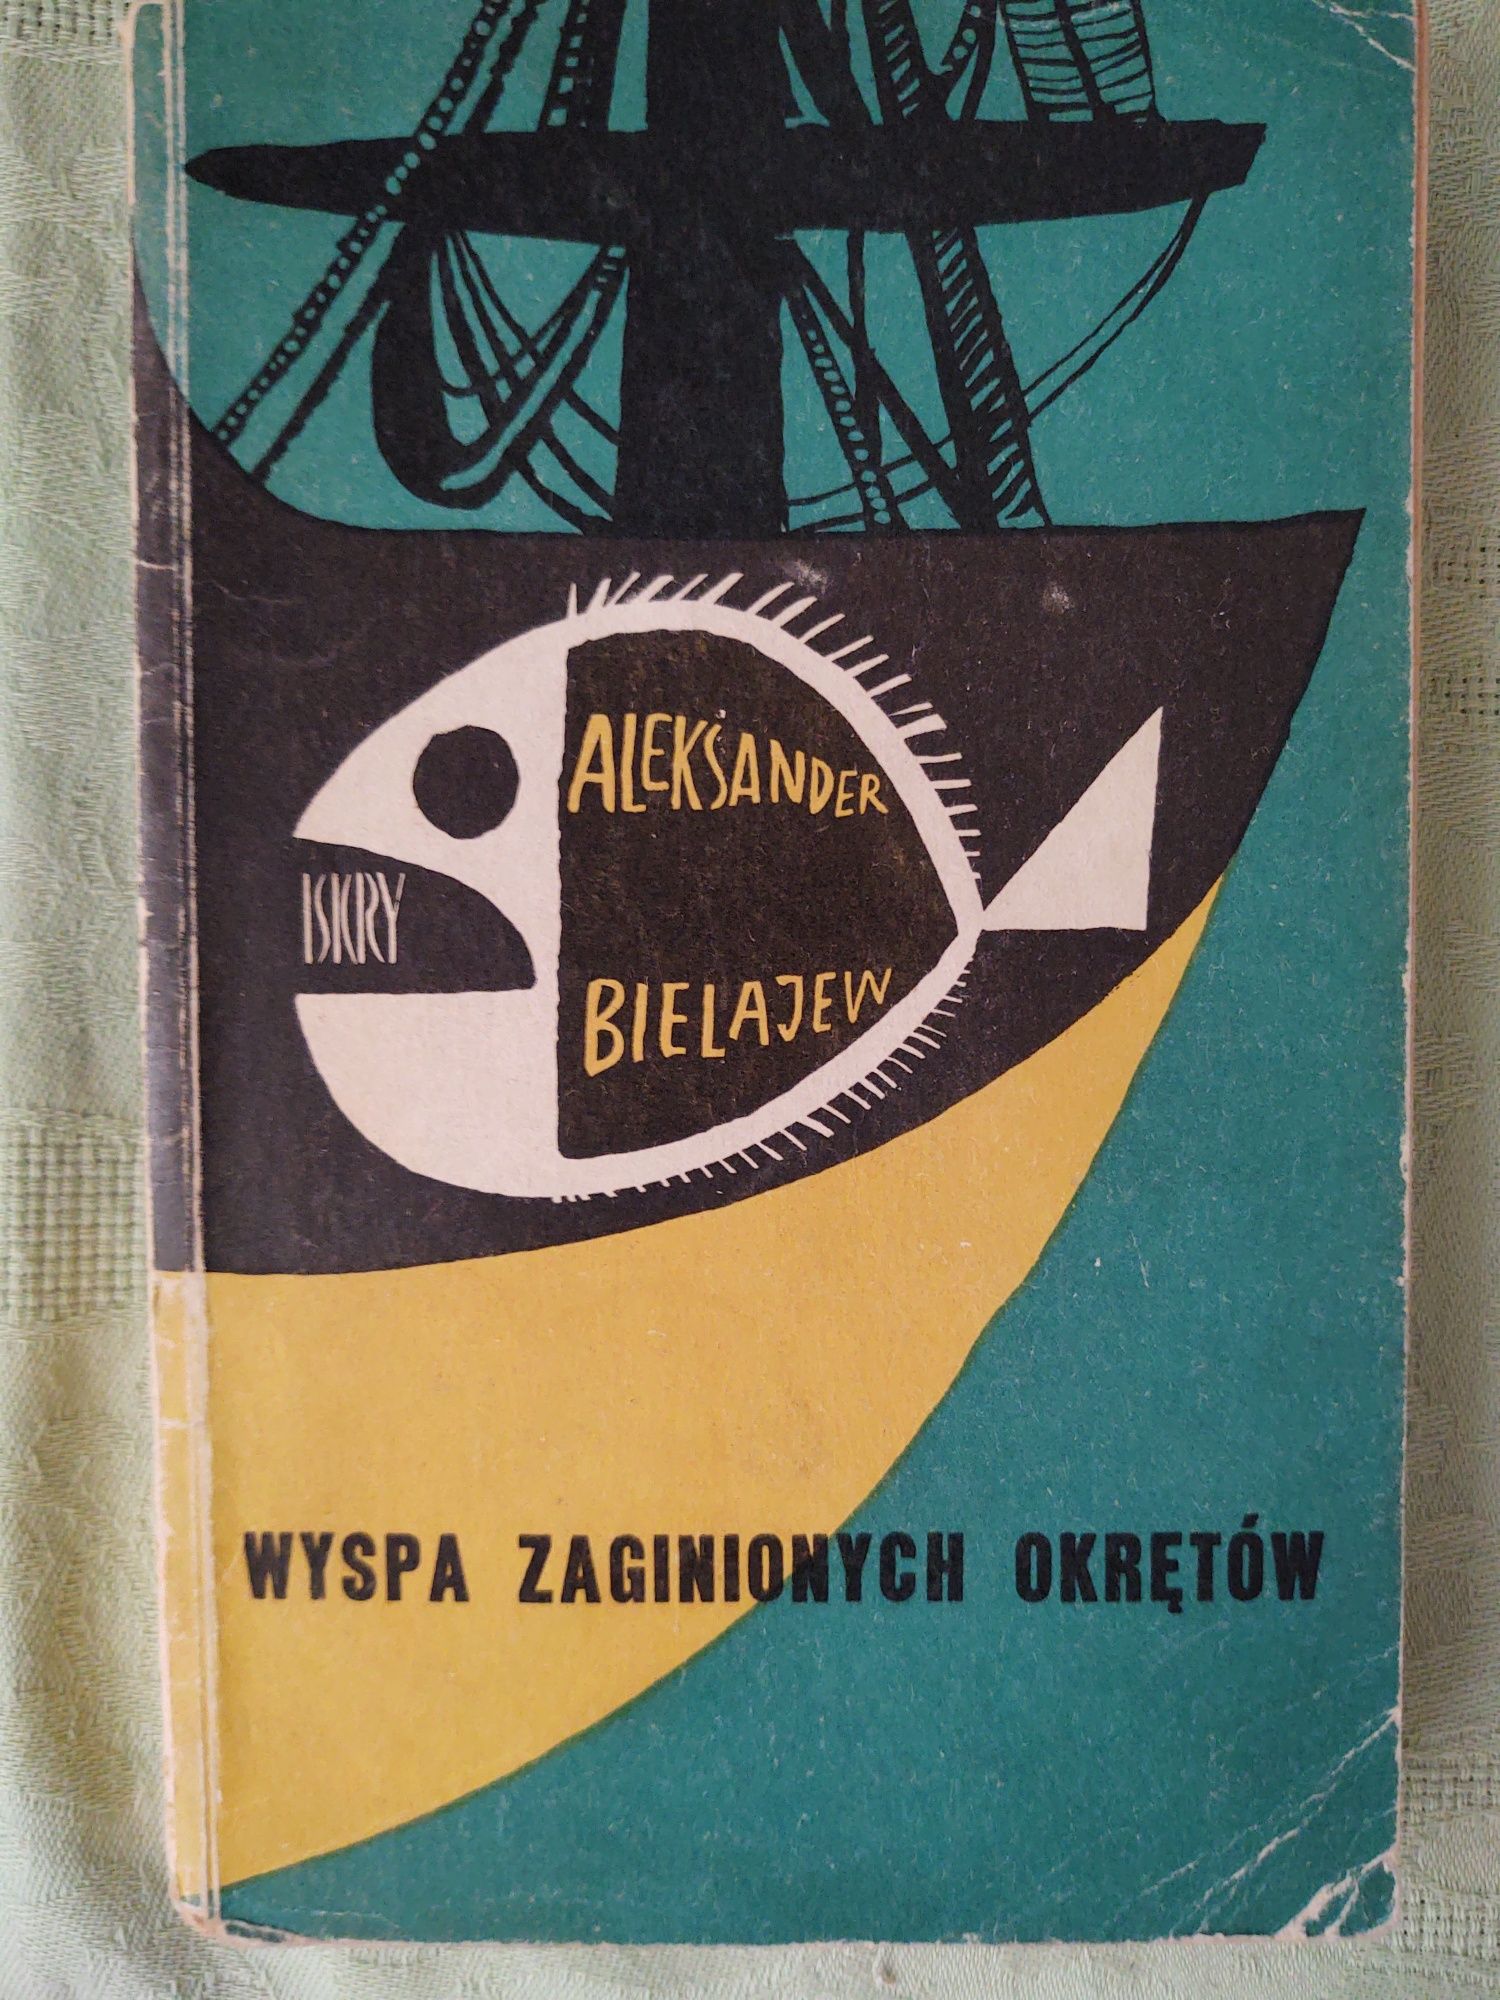 ALEKSANDER
ISKRY
BIELAJEW
WYSPA ZAGINIONYCH OKRĘTÓW